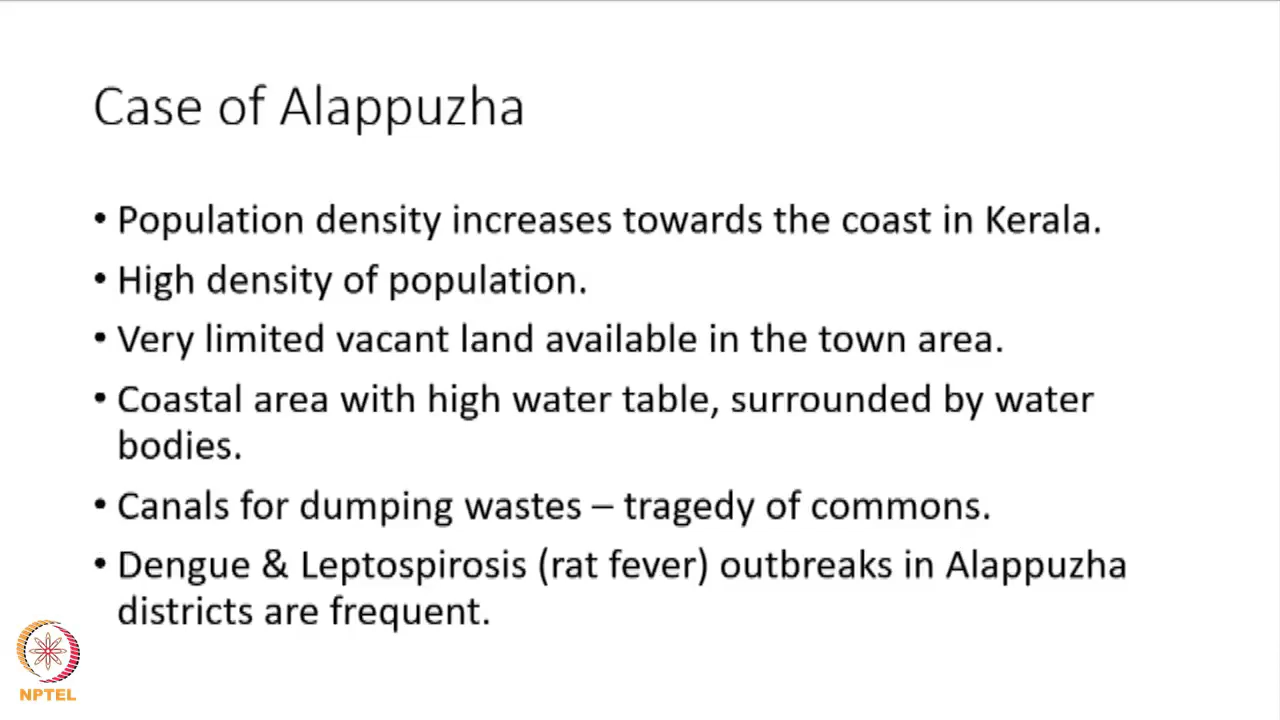 Case of Alappuzha
• Population density increases towards the coast in Kerala.
• High density of population.
• Very limited vacant land available in the town area.
• Coastal area with high water table, surrounded by water
bodies.
• Canals for dumping wastes – tragedy of commons.
• Dengue & Leptospirosis (rat fever) outbreaks in Alappuzha
districts are frequent.
NPTEL